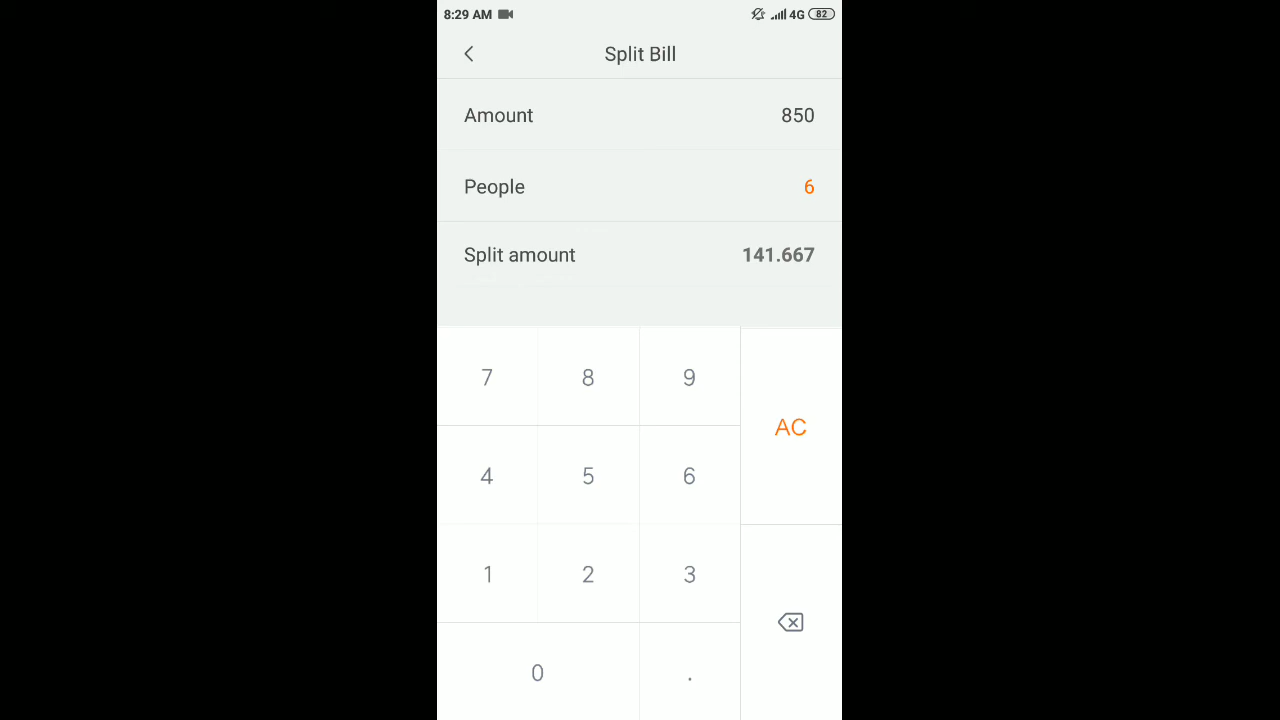 8:29 AM 4G 82
Split Bill
Amount 850
People 6
Split amount 141.667
7 8 9
AC
4 5 6
1 2 3
0 .